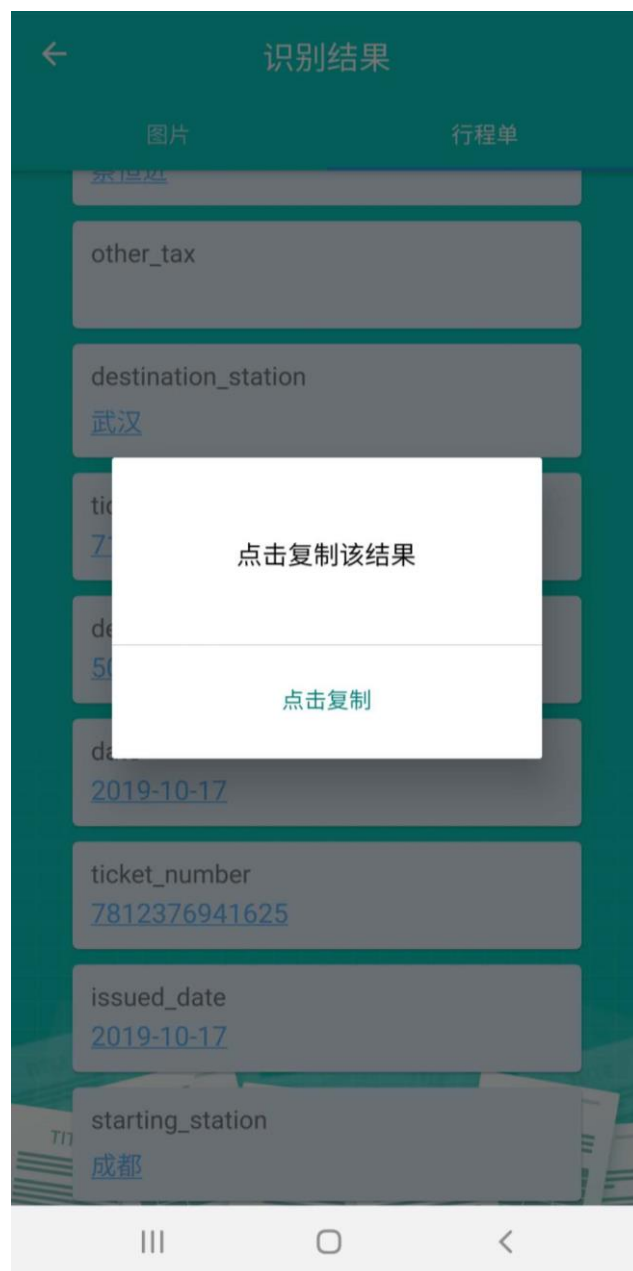 识别结果
图片
行程单
other_tax
destination_station
武汉
点击复制该结果
点击复制
2019-10-17
ticket_number
7812376941625
issued_date
2019-10-17
starting_station
成都